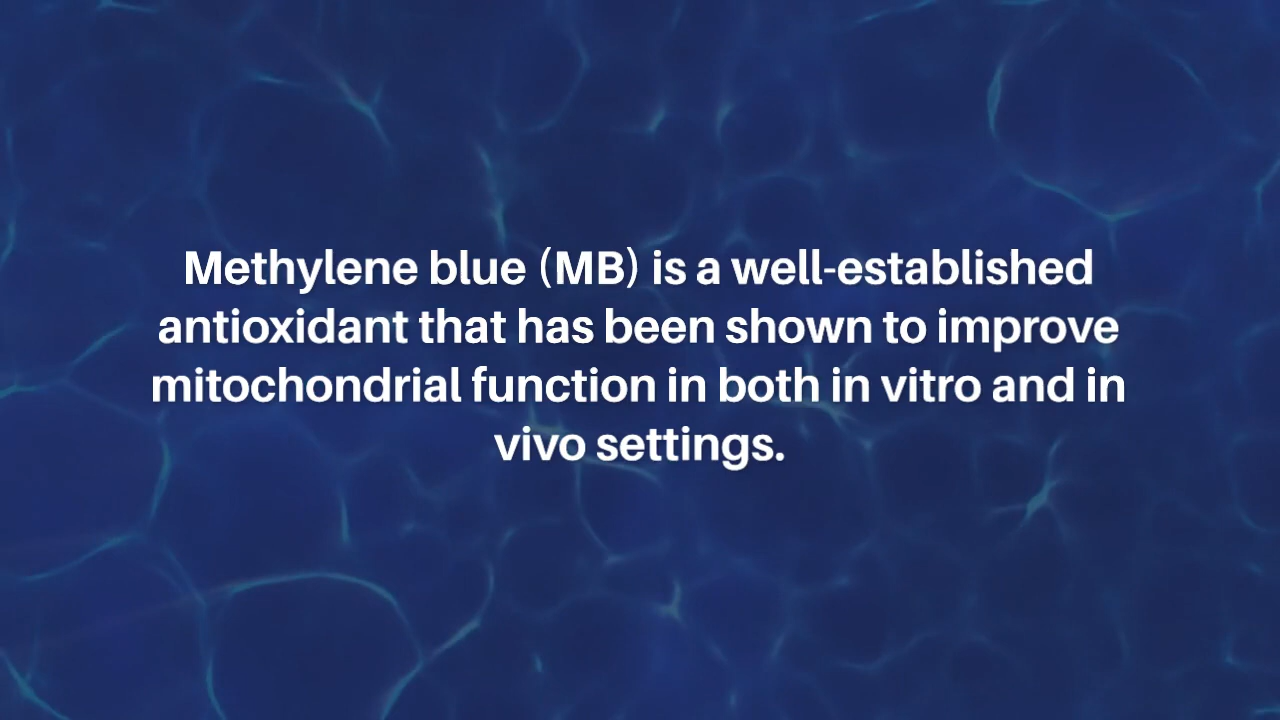 Methylene blue (MB) is a well-established
antioxidant that has been shown to improve
mitochondrial function in both in vitro and in
vivo settings.